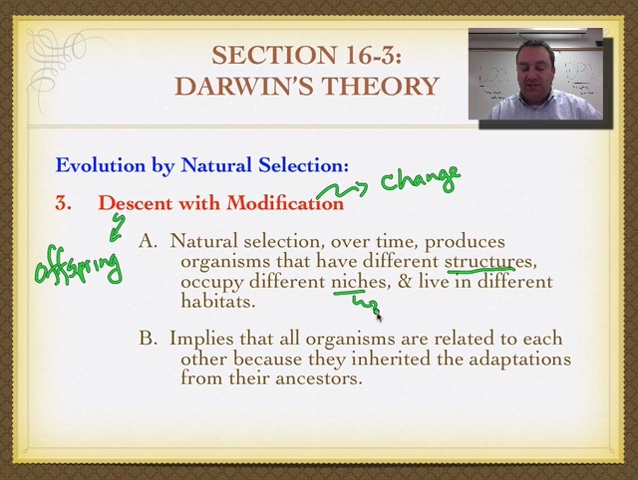 SECTION 16-3:
DARWIN'S THEORY
Evolution by Natural Selection:
change
3. Descent with Modification
offspring
A. Natural selection, over time, produces
organisms that have different structures,
occupy different niches, & live in different
habitats.
B. Implies that all organisms are related to each
other because they inherited the adaptations
from their ancestors.